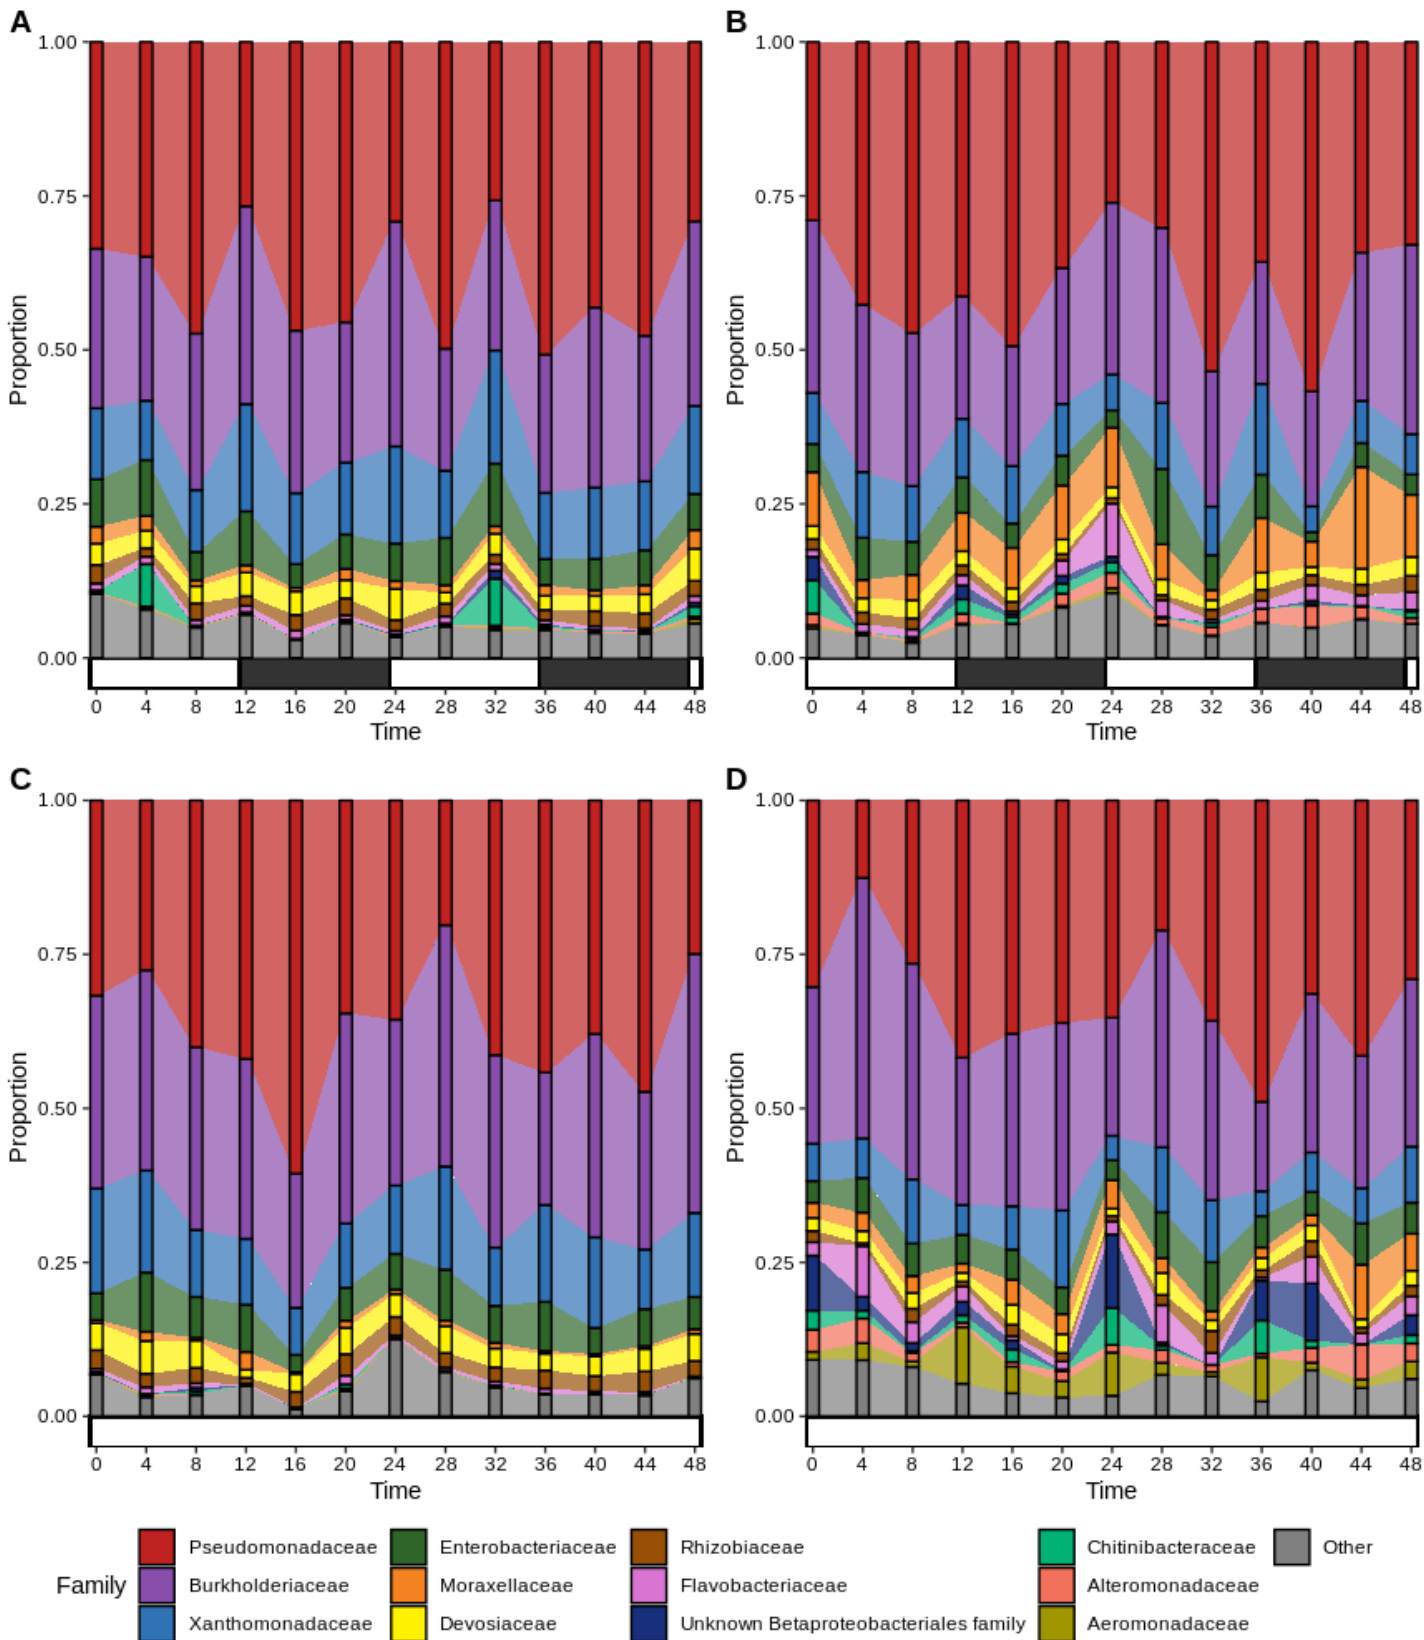 A
B
1.00
0.75
0.50
0.25
0.00
Proportion
0 4 8 12 16 20 24 28 32 36 40 44 48
Time
1.00
0.75
0.50
0.25
0.00
Proportion
0 4 8 12 16 20 24 28 32 36 40 44 48
Time
C
D
1.00
0.75
0.50
0.25
0.00
Proportion
0 4 8 12 16 20 24 28 32 36 40 44 48
Time
1.00
0.75
0.50
0.25
0.00
Proportion
0 4 8 12 16 20 24 28 32 36 40 44 48
Time
Family
Pseudomonadaceae
Burkholderiaceae
Xanthomonadaceae
Enterobacteriaceae
Moraxellaceae
Devosiaceae
Rhizobiaceae
Flavobacteriaceae
Unknown Betaproteobacteriales family
Chitinibacteraceae
Alteromonadaceae
Aeromonadaceae
Other